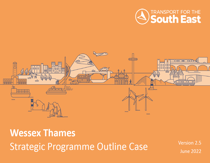 TRANSPORT FOR THE
South East
Wessex Thames
Strategic Programme Outline Case
Version 2.5
June 2022